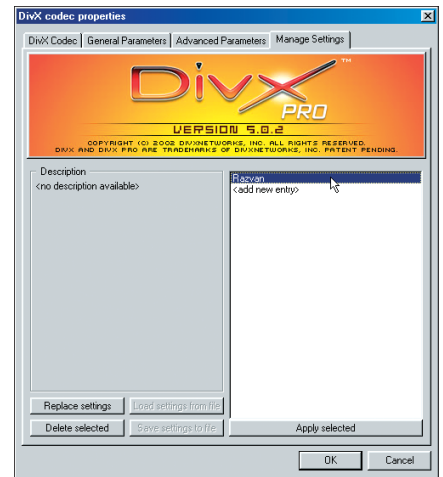 DivX codec properties
DivX Codec
General Parameters
Advanced Parameters
Manage Settings
DivX
TM
PRO
VERSION 5.0.2
COPYRIGHT (C) 2002 DIVXNETWORKS, INC. ALL RIGHTS RESERVED.
DIVX AND DIVX PRO ARE TRADEMARKS OF DIVXNETWORKS, INC. PATENT PENDING.
Description
<no description available>
Razvan
<add new entry>
Replace settings
Load settings from file
Delete selected
Save settings to file
Apply selected
OK
Cancel